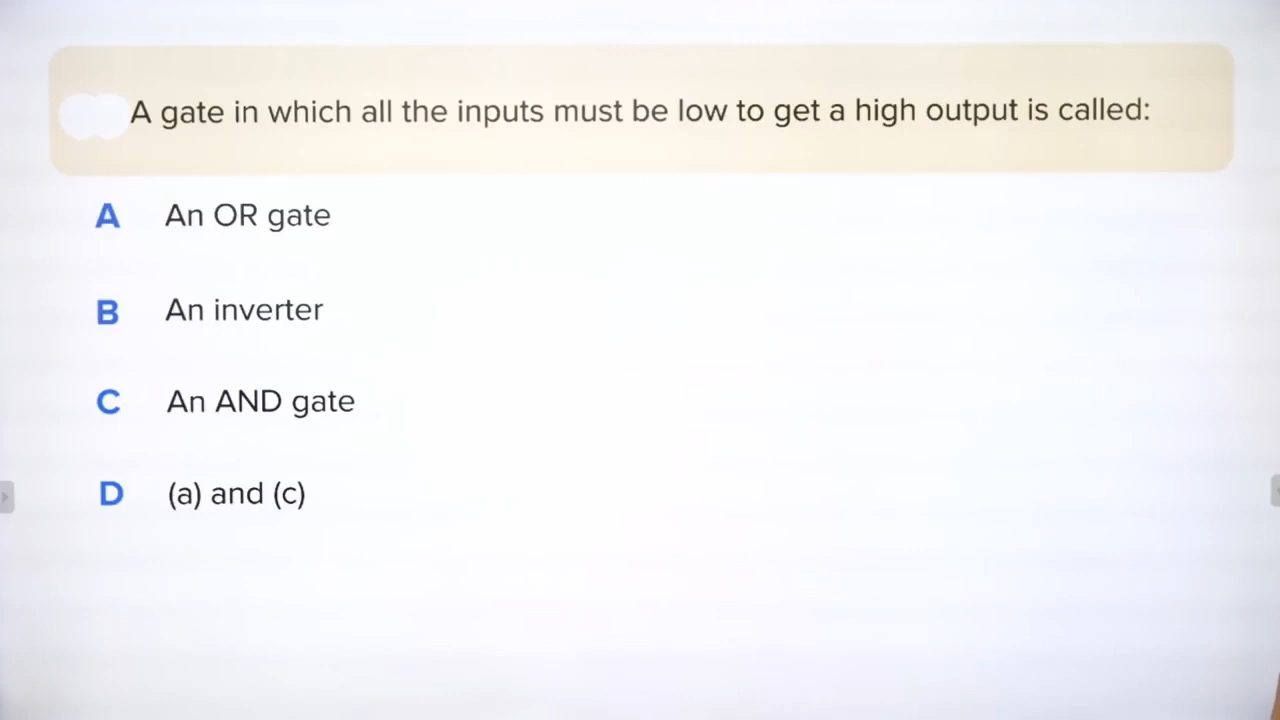 A gate in which all the inputs must be low to get a high output is called:
A An OR gate
B An inverter
C An AND gate
D (a) and (c)